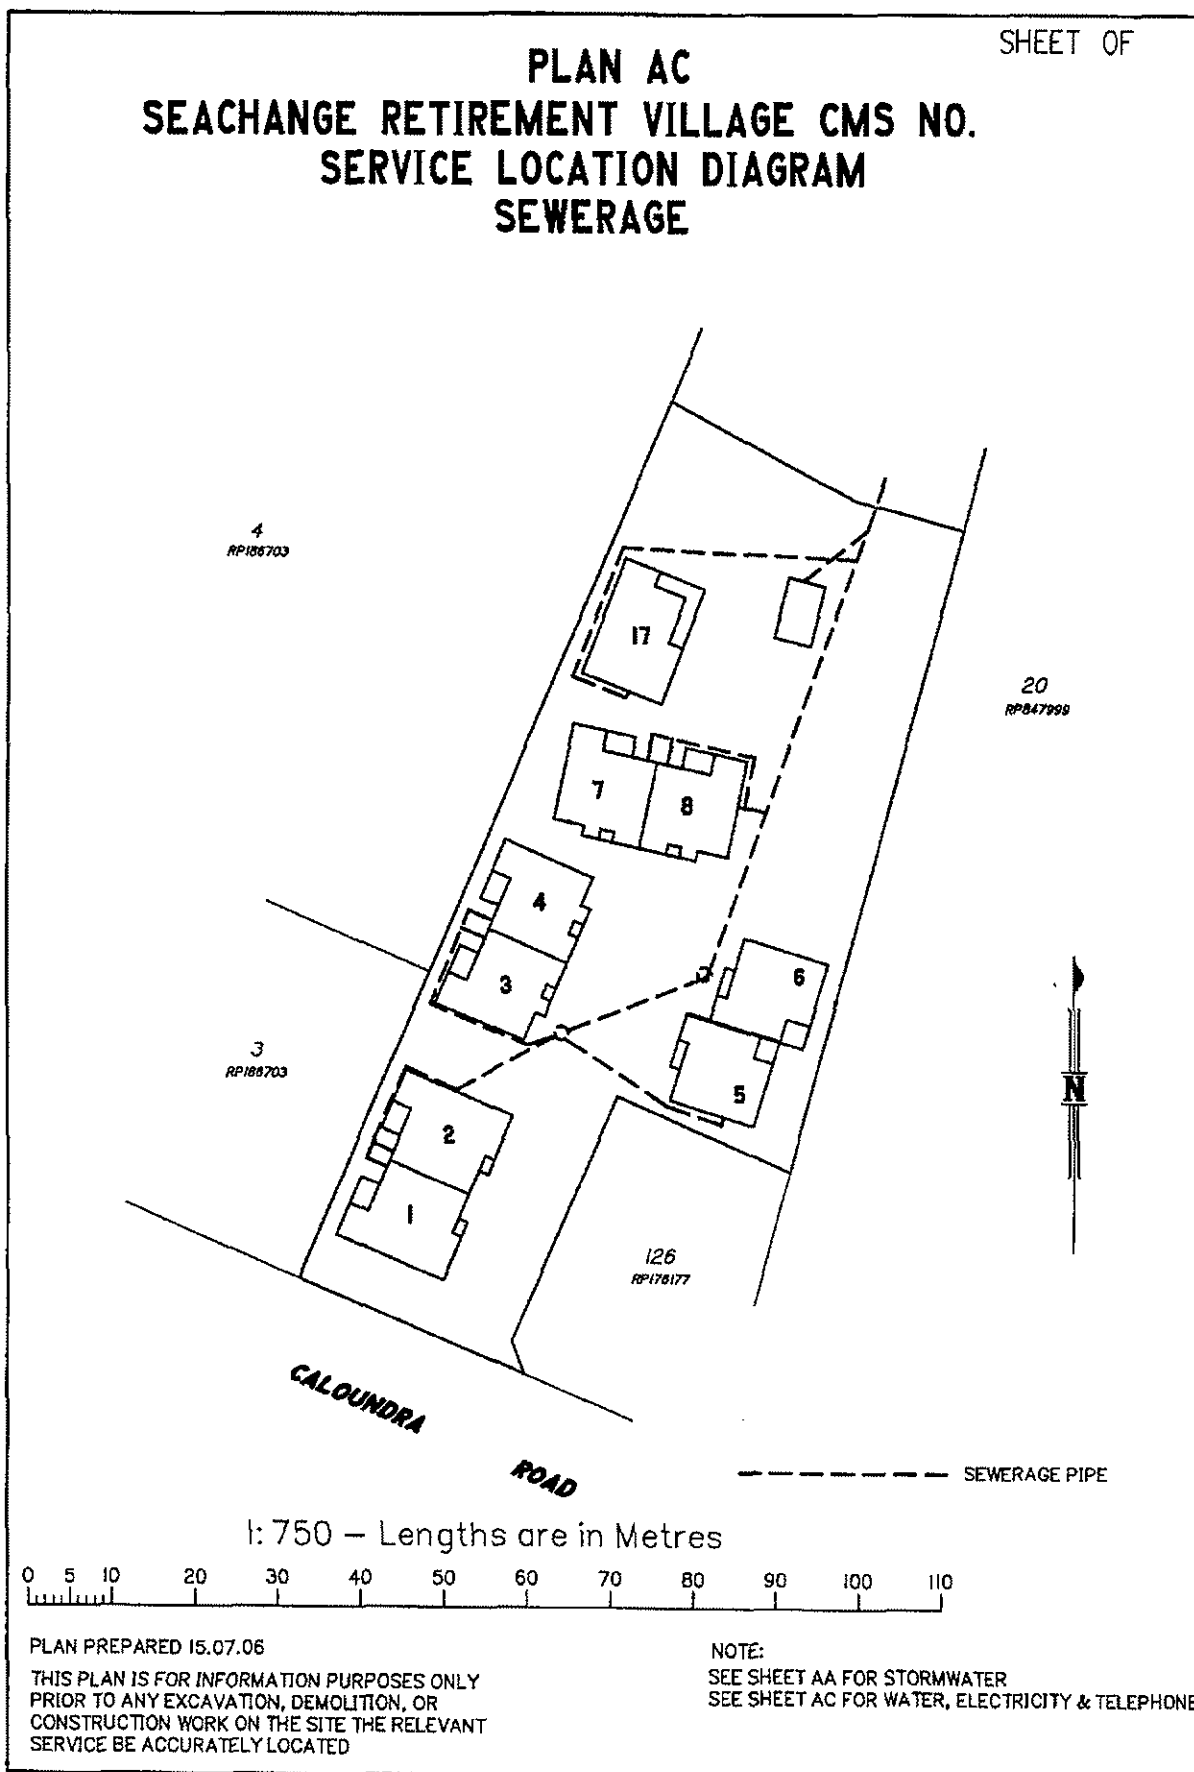 SHEET OF
PLAN AC
SEACHANGE RETIREMENT VILLAGE CMS NO.
SERVICE LOCATION DIAGRAM
SEWERAGE
4
RP186703
17
20
RP847999
7
8
4
3
6
5
3
RP186703
2
1
N
126
RP178177
CALOUNDRA
ROAD
SEWERAGE PIPE
1:750 – Lengths are in Metres
0 5 10 20 30 40 50 60 70 80 90 100 110
PLAN PREPARED 15.07.06
THIS PLAN IS FOR INFORMATION PURPOSES ONLY
PRIOR TO ANY EXCAVATION, DEMOLITION, OR
CONSTRUCTION WORK ON THE SITE THE RELEVANT
SERVICE BE ACCURATELY LOCATED
NOTE:
SEE SHEET AA FOR STORMWATER
SEE SHEET AC FOR WATER, ELECTRICITY & TELEPHONE